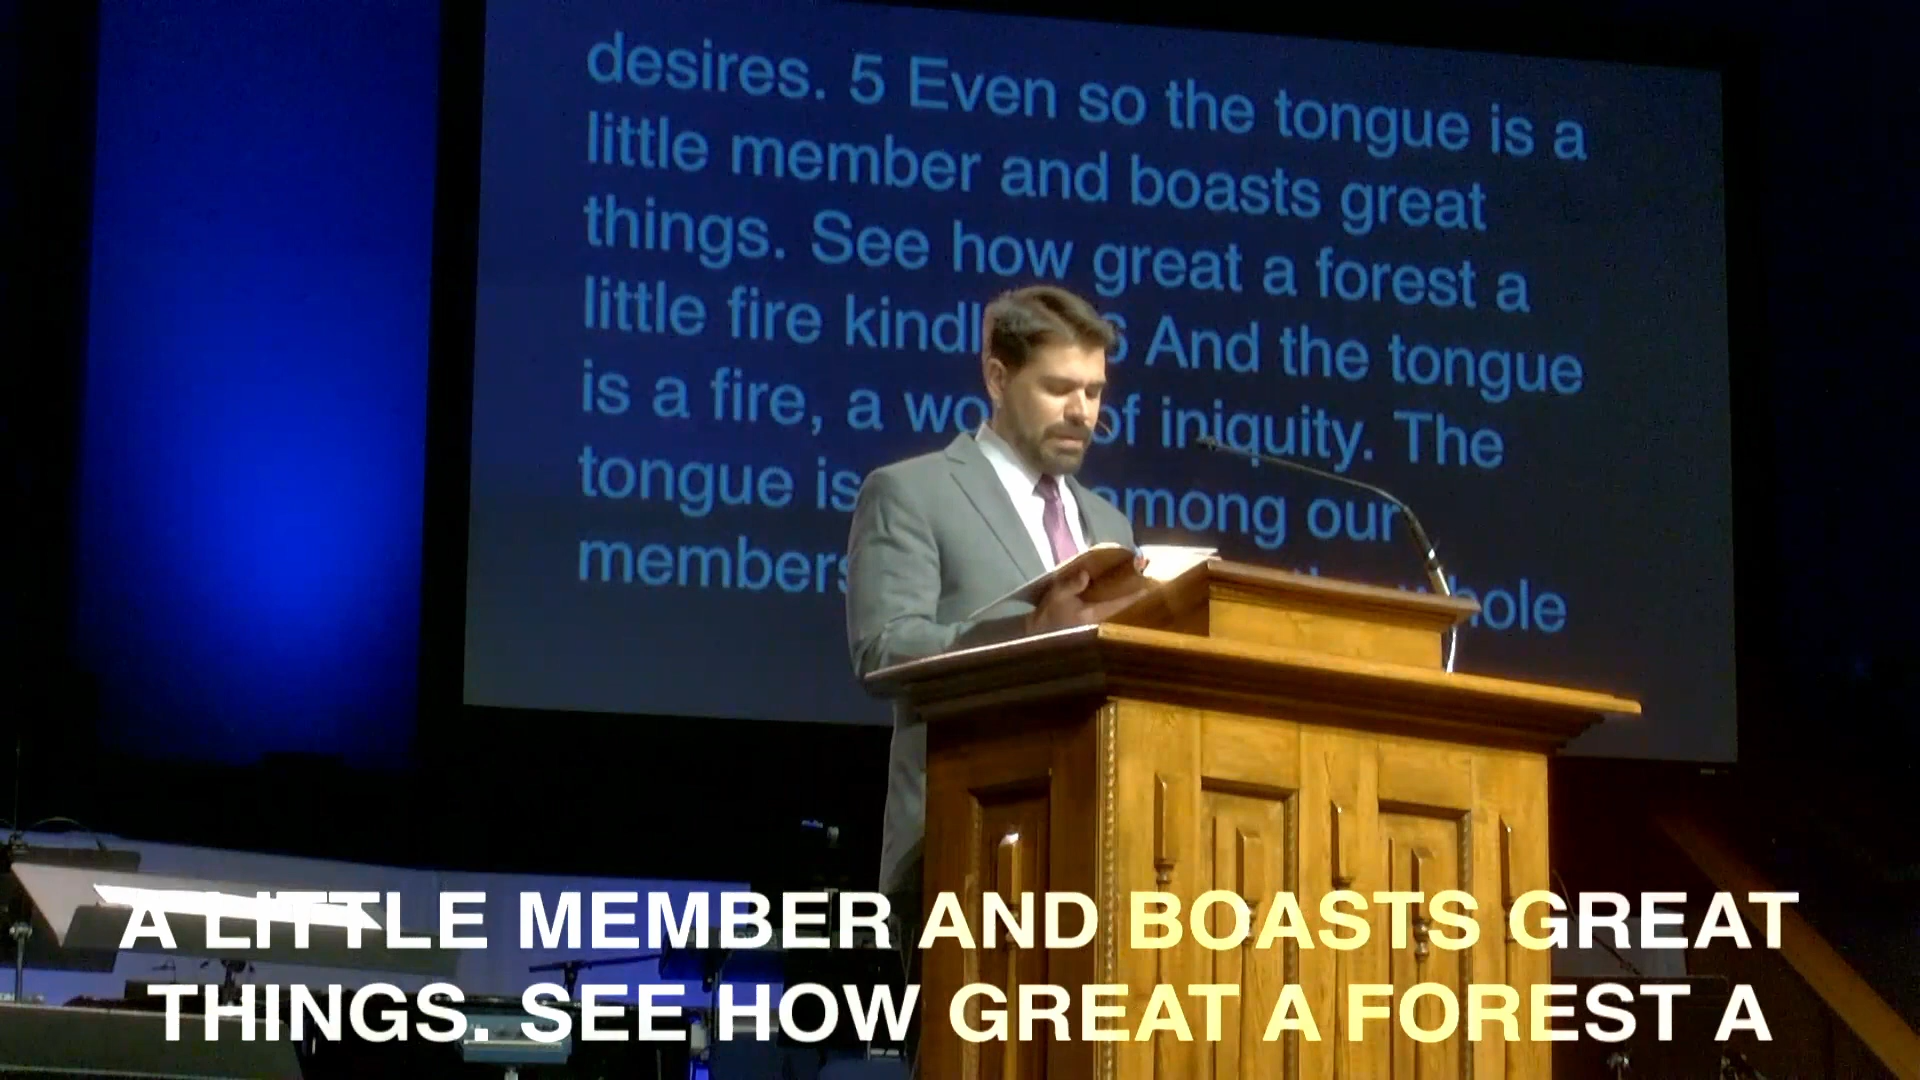 desires. 5 Even so the tongue is a
little member and boasts great
things. See how great a forest a
little fire kindl 6 And the tongue
is a fire, a wo of iniquity. The
tongue is among our
members whole
A LITTLE MEMBER AND BOASTS GREAT
THINGS. SEE HOW GREAT A FOREST A